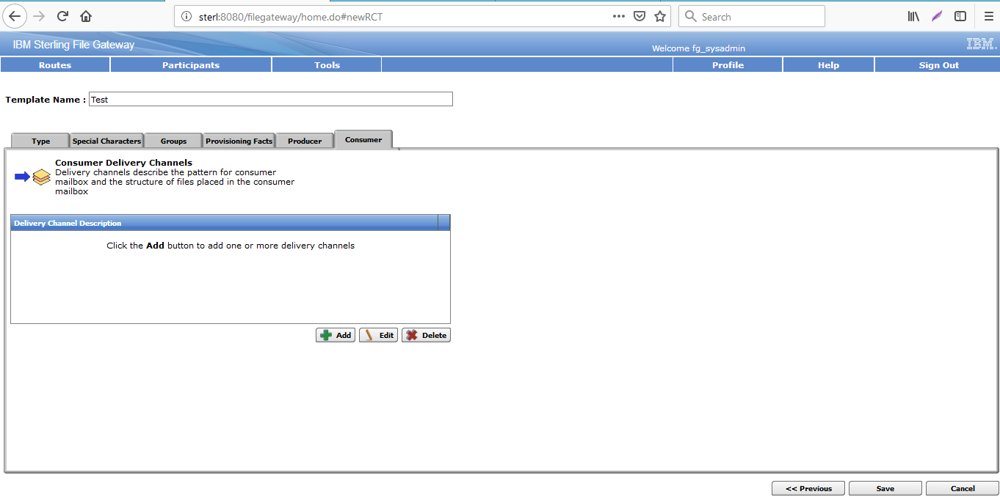 sterl:8080/filegateway/home.do#newRCT
Search
IBM Sterling File Gateway
Welcome fg_sysadmin
IBM.
Routes Participants Tools Profile Help Sign Out
Template Name : Test
Type Special Characters Groups Provisioning Facts Producer Consumer
Consumer Delivery Channels
Delivery channels describe the pattern for consumer
mailbox and the structure of files placed in the consumer
mailbox
Delivery Channel Description
Click the Add button to add one or more delivery channels
Add Edit Delete
<< Previous Save Cancel